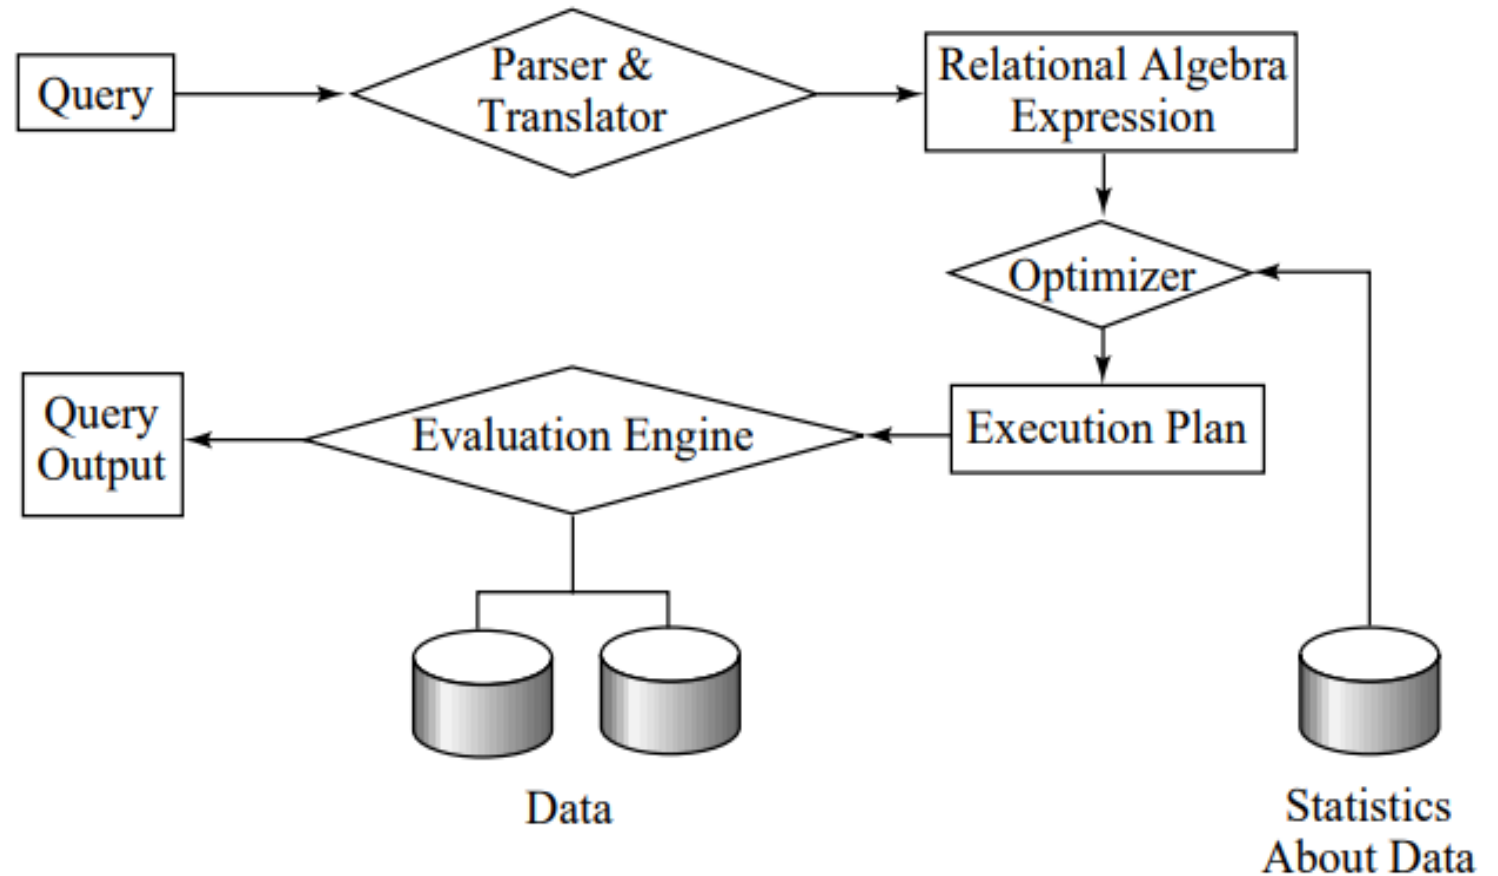 Query
Parser &
Translator
Relational Algebra
Expression
Optimizer
Execution Plan
Evaluation Engine
Query
Output
Data
Statistics
About Data